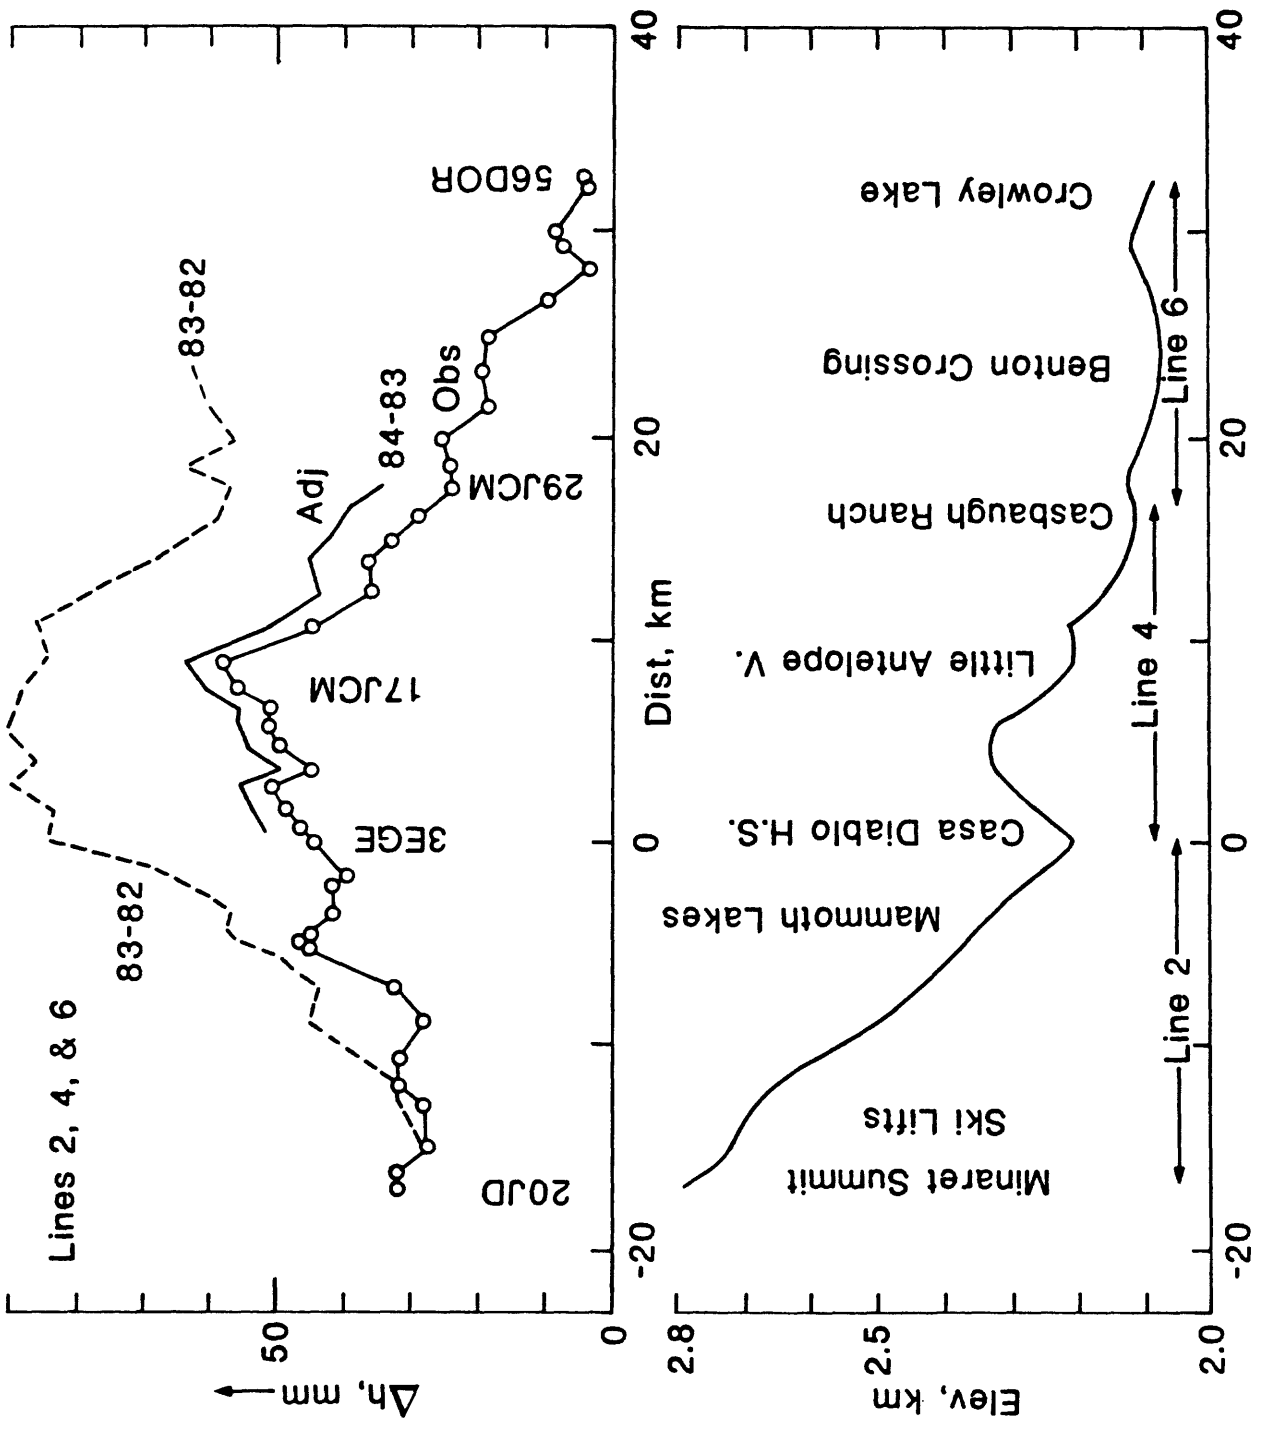 Lines 2, 4, & 6
83-82
83-82
Adj
84-83
Obs
20JD
3EGE
17JCM
29JCM
56DOR
Δh, mm
50
0
-20
0
20
40
Dist, km
Elev, km
2.8
2.5
2.0
Minaret Summit
Ski Lifts
Mammoth Lakes
Casa Diablo H.S.
Little Antelope V.
Casbaugh Ranch
Benton Crossing
Crowley Lake
Line 2
Line 4
Line 6
-20
0
20
40